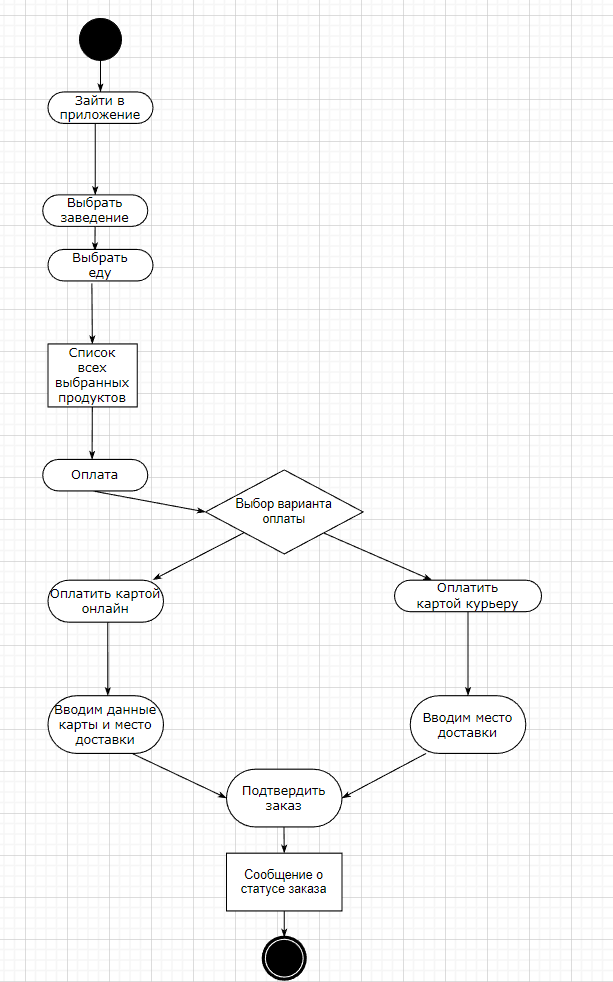 Зайти в
приложение
Выбрать
заведение
Выбрать
еду
Список
всех
выбранных
продуктов
Оплата
Выбор варианта
оплаты
Оплатить картой
онлайн
Оплатить
картой курьеру
Вводим данные
карты и место
доставки
Вводим место
доставки
Подтвердить
заказ
Сообщение о
статусе заказа